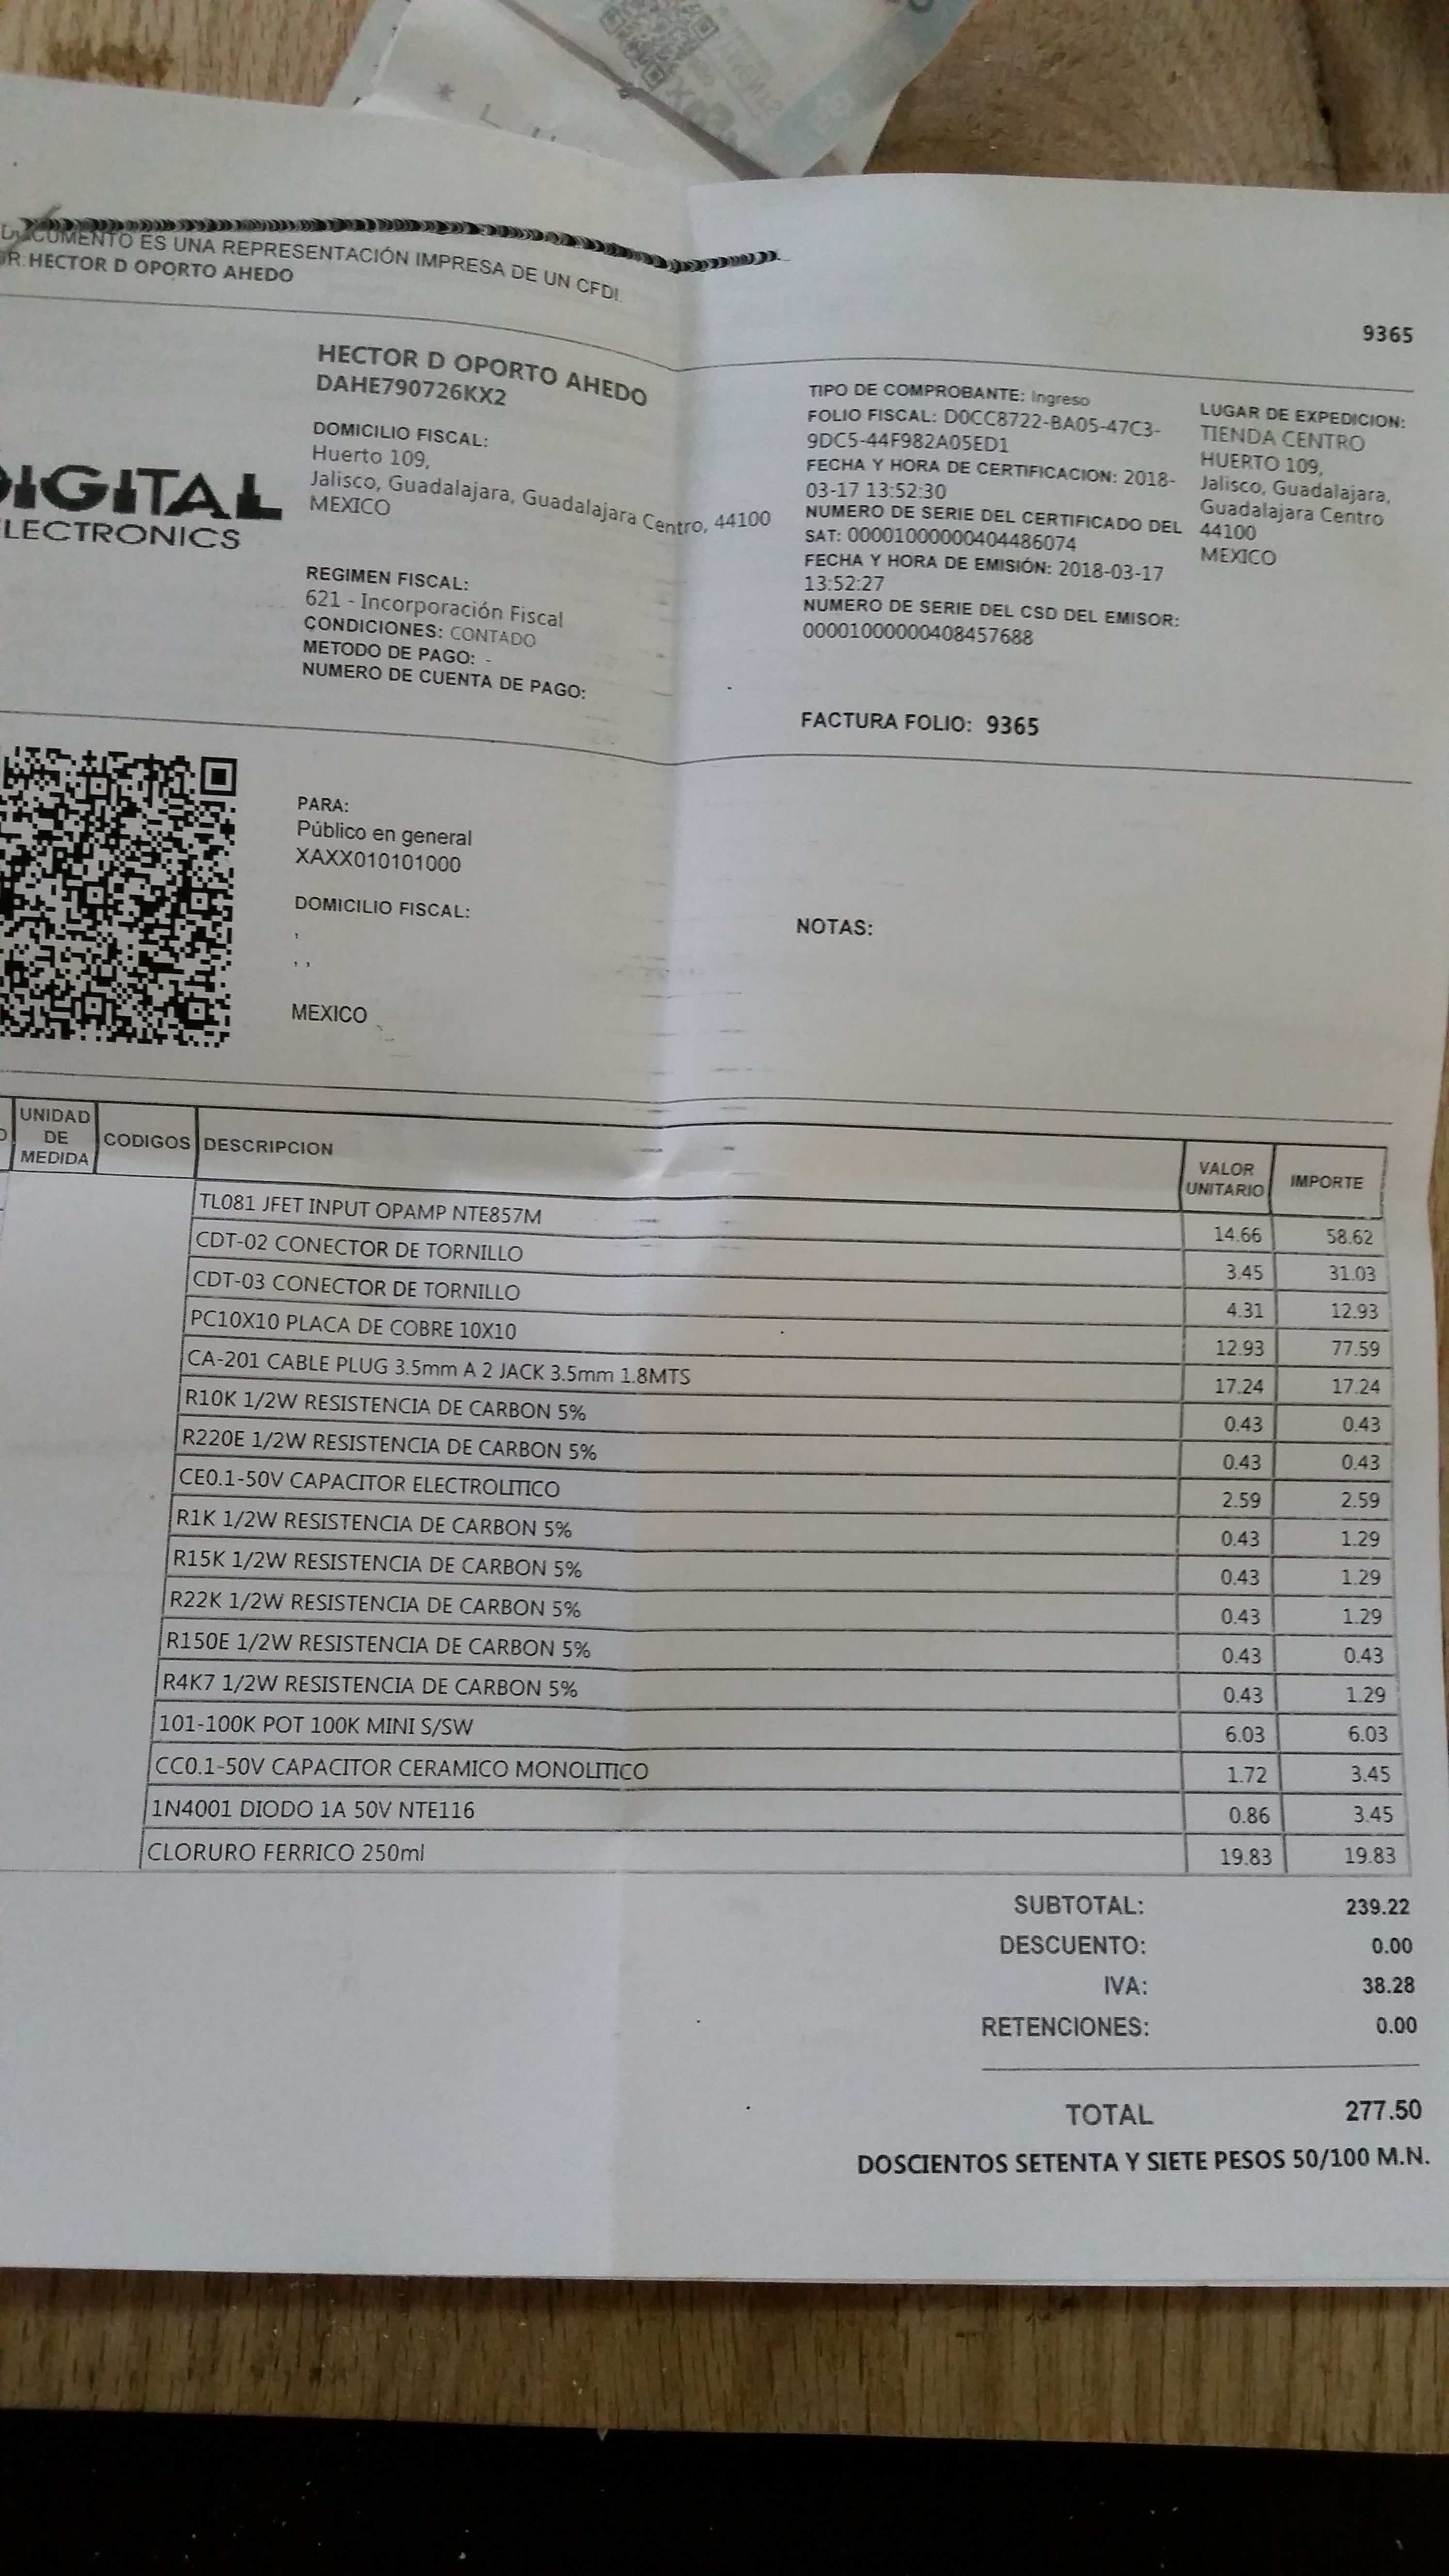 DOCUMENTO ES UNA REPRESENTACIÓN IMPRESA DE UN CFDI.
R. HECTOR D OPORTO AHEDO
9365
DIGITAL
ELECTRONICS
HECTOR D OPORTO AHEDO
DAHE790726KX2
DOMICILIO FISCAL:
Huerto 109,
Jalisco, Guadalajara, Guadalajara Centro, 44100
MEXICO
REGIMEN FISCAL:
621 - Incorporación Fiscal
CONDICIONES: CONTADO
METODO DE PAGO: -
NUMERO DE CUENTA DE PAGO:
TIPO DE COMPROBANTE: Ingreso
FOLIO FISCAL: D0CC8722-BA05-47C3-
9DC5-44F982A05ED1
FECHA Y HORA DE CERTIFICACION: 2018-
03-17 13:52:30
NUMERO DE SERIE DEL CERTIFICADO DEL
SAT: 00001000000404486074
FECHA Y HORA DE EMISIÓN: 2018-03-17
13:52:27
NUMERO DE SERIE DEL CSD DEL EMISOR:
00001000000408457688
LUGAR DE EXPEDICION:
TIENDA CENTRO
HUERTO 109,
Jalisco, Guadalajara,
Guadalajara Centro
44100
MEXICO
FACTURA FOLIO: 9365
PARA:
Público en general
XAXX010101000
DOMICILIO FISCAL:
,
, ,
MEXICO
NOTAS:
UNIDAD DE MEDIDA CODIGOS DESCRIPCION VALOR UNITARIO IMPORTE
TL081 JFET INPUT OPAMP NTE857M 14.66 58.62
CDT-02 CONECTOR DE TORNILLO 3.45 31.03
CDT-03 CONECTOR DE TORNILLO 4.31 12.93
PC10X10 PLACA DE COBRE 10X10 12.93 77.59
CA-201 CABLE PLUG 3.5mm A 2 JACK 3.5mm 1.8MTS 17.24 17.24
R10K 1/2W RESISTENCIA DE CARBON 5% 0.43 0.43
R220E 1/2W RESISTENCIA DE CARBON 5% 0.43 0.43
CE0.1-50V CAPACITOR ELECTROLITICO 2.59 2.59
R1K 1/2W RESISTENCIA DE CARBON 5% 0.43 1.29
R15K 1/2W RESISTENCIA DE CARBON 5% 0.43 1.29
R22K 1/2W RESISTENCIA DE CARBON 5% 0.43 1.29
R150E 1/2W RESISTENCIA DE CARBON 5% 0.43 0.43
R4K7 1/2W RESISTENCIA DE CARBON 5% 0.43 1.29
101-100K POT 100K MINI S/SW 6.03 6.03
CC0.1-50V CAPACITOR CERAMICO MONOLITICO 1.72 3.45
1N4001 DIODO 1A 50V NTE116 0.86 3.45
CLORURO FERRICO 250ml 19.83 19.83
SUBTOTAL: 239.22
DESCUENTO: 0.00
IVA: 38.28
RETENCIONES: 0.00
TOTAL 277.50
DOSCIENTOS SETENTA Y SIETE PESOS 50/100 M.N.